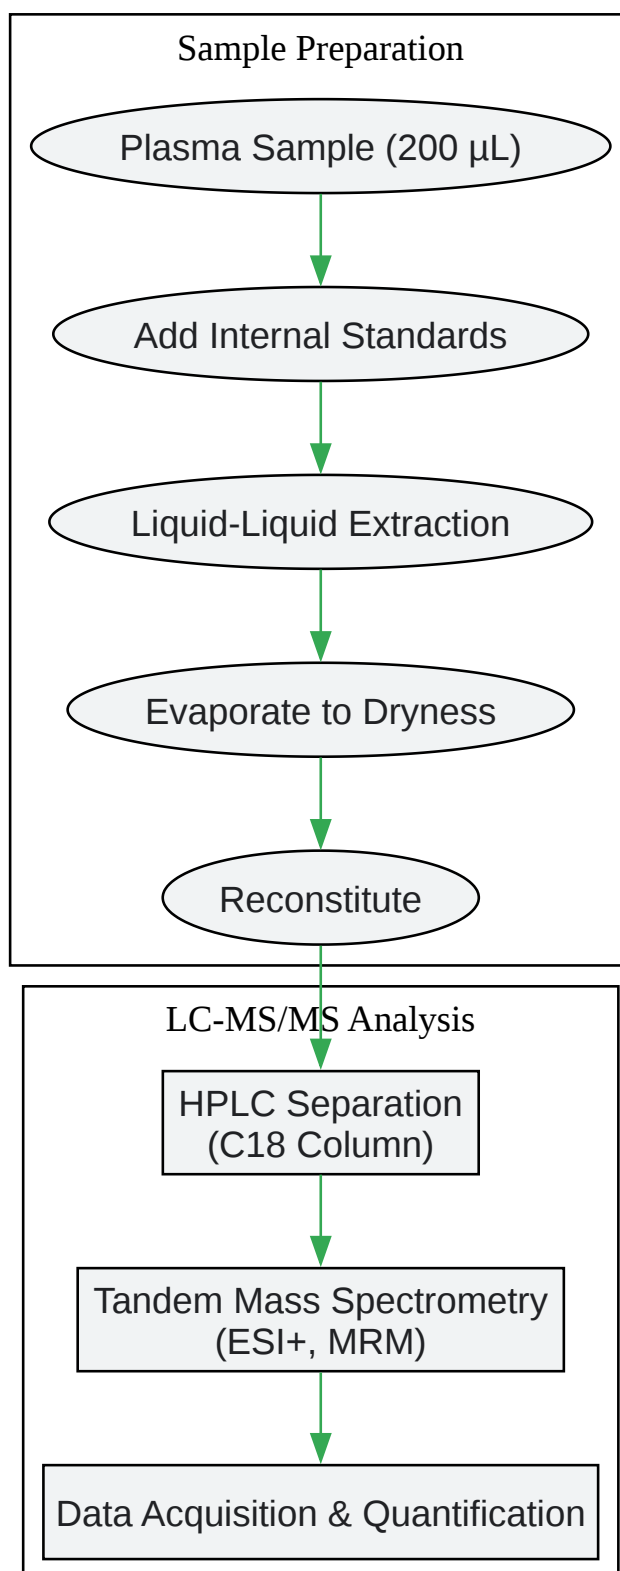 Sample Preparation
Plasma Sample (200 µL)
Add Internal Standards
Liquid-Liquid Extraction
Evaporate to Dryness
Reconstitute
LC-MS/MS Analysis
HPLC Separation
(C18 Column)
Tandem Mass Spectrometry
(ESI+, MRM)
Data Acquisition & Quantification